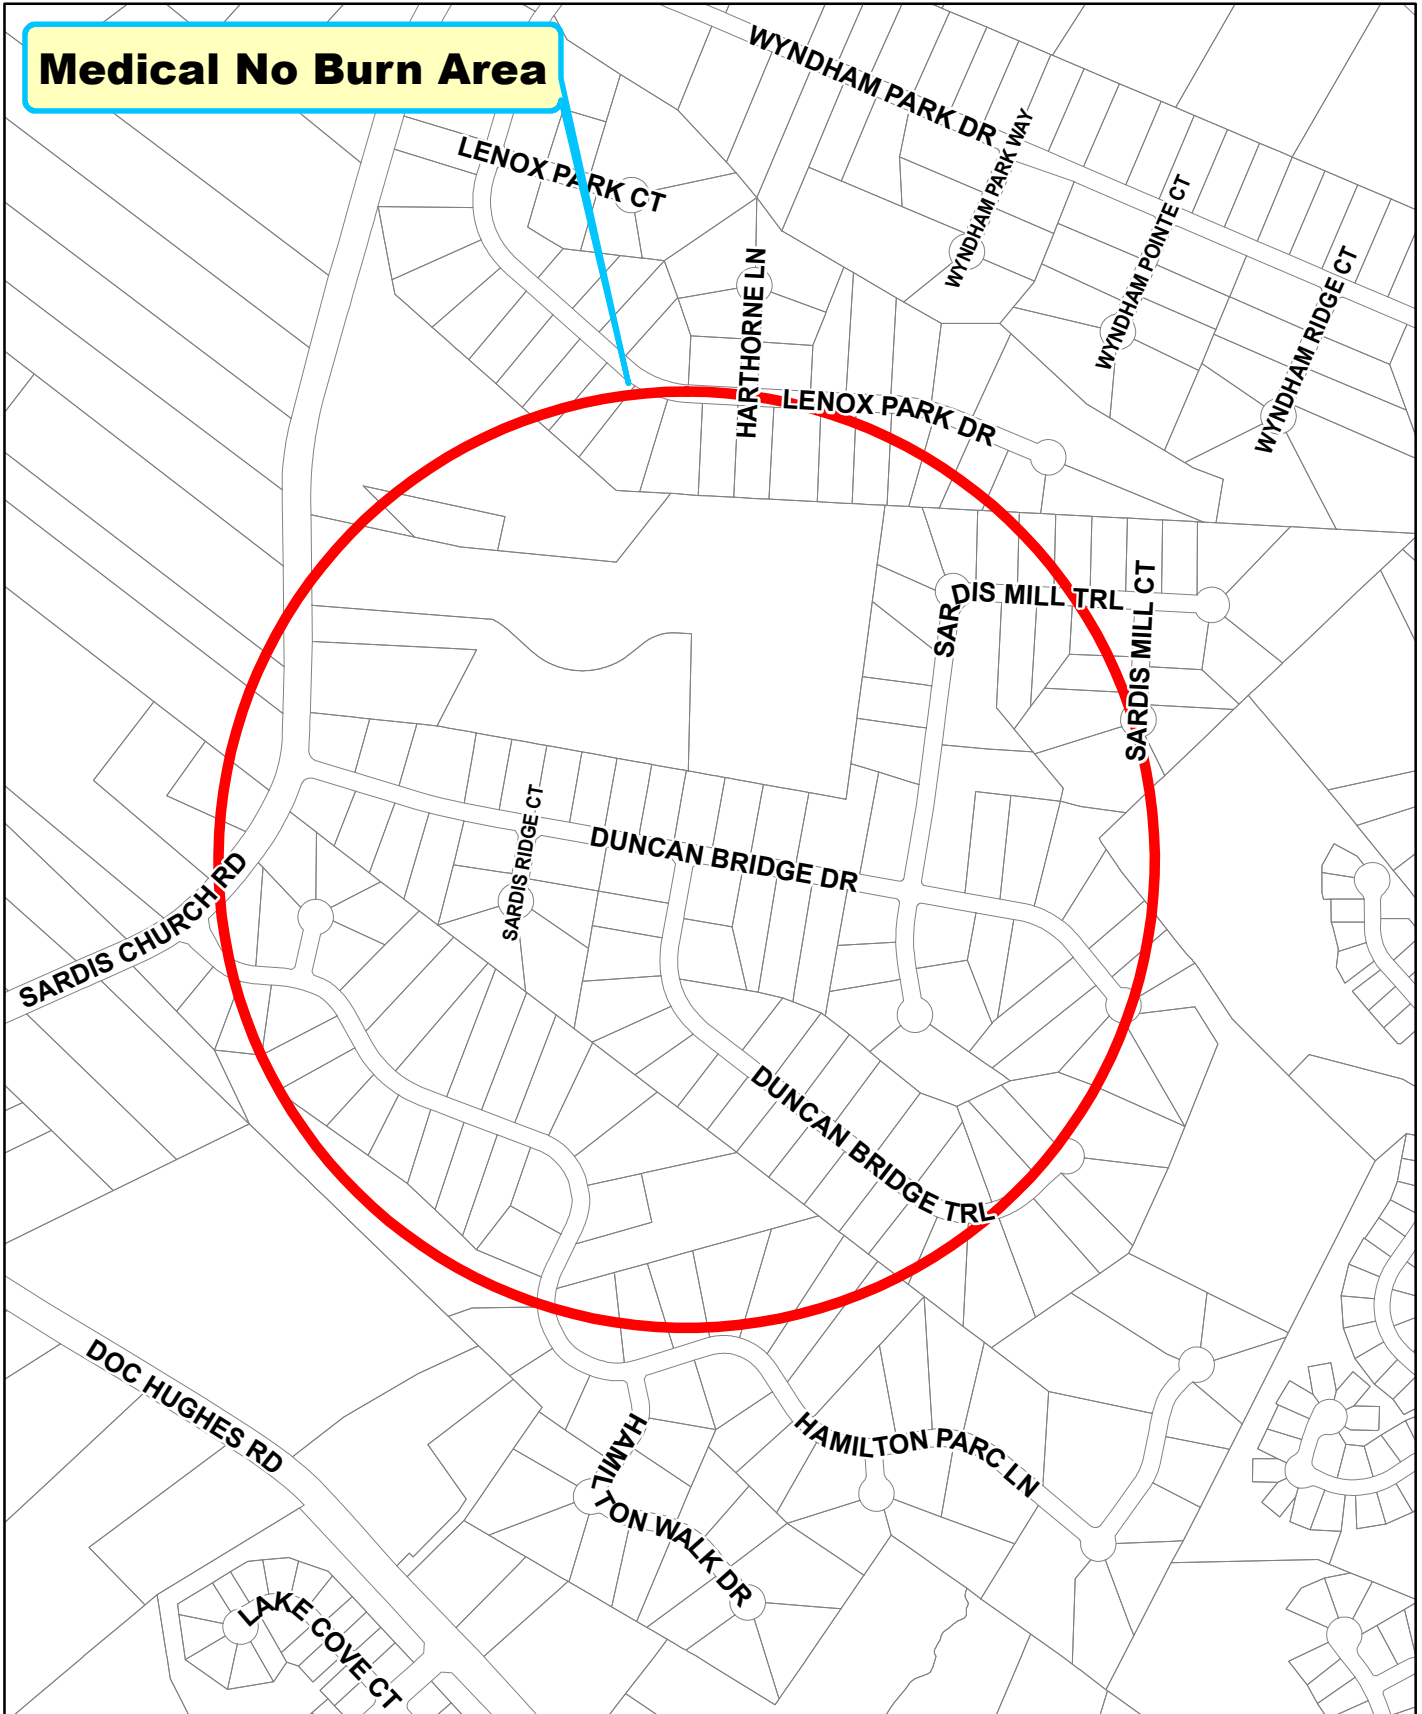 Medical No Burn Area
WYNDHAM PARK DR
LENOX PARK CT
WYNDHAM PARK WAY
WYNDHAM POINTE CT
WYNDHAM RIDGE CT
HARTHORNE LN
LENOX PARK DR
SARDIS MILL TRL
SARDIS MILL CT
SARDIS RIDGE CT
DUNCAN BRIDGE DR
SARDIS CHURCH RD
DUNCAN BRIDGE TRL
DOC HUGHES RD
HAMILTON PARC LN
HAMILTON WALK DR
LAKE COVE CT